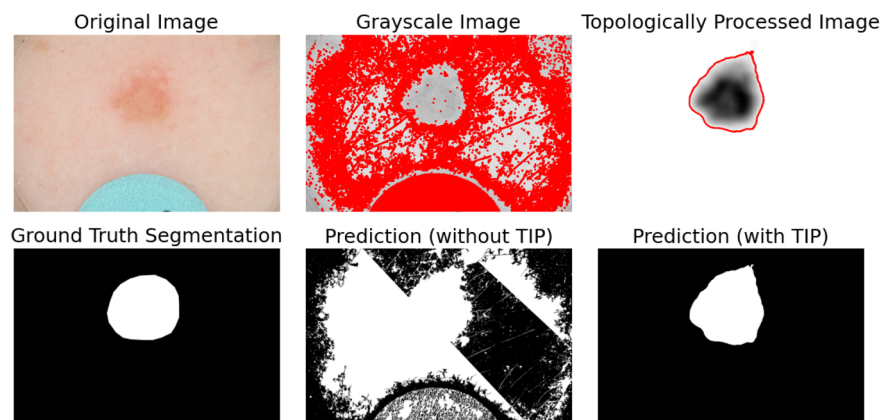 Original Image
Grayscale Image
Topologically Processed Image
Ground Truth Segmentation
Prediction (without TIP)
Prediction (with TIP)